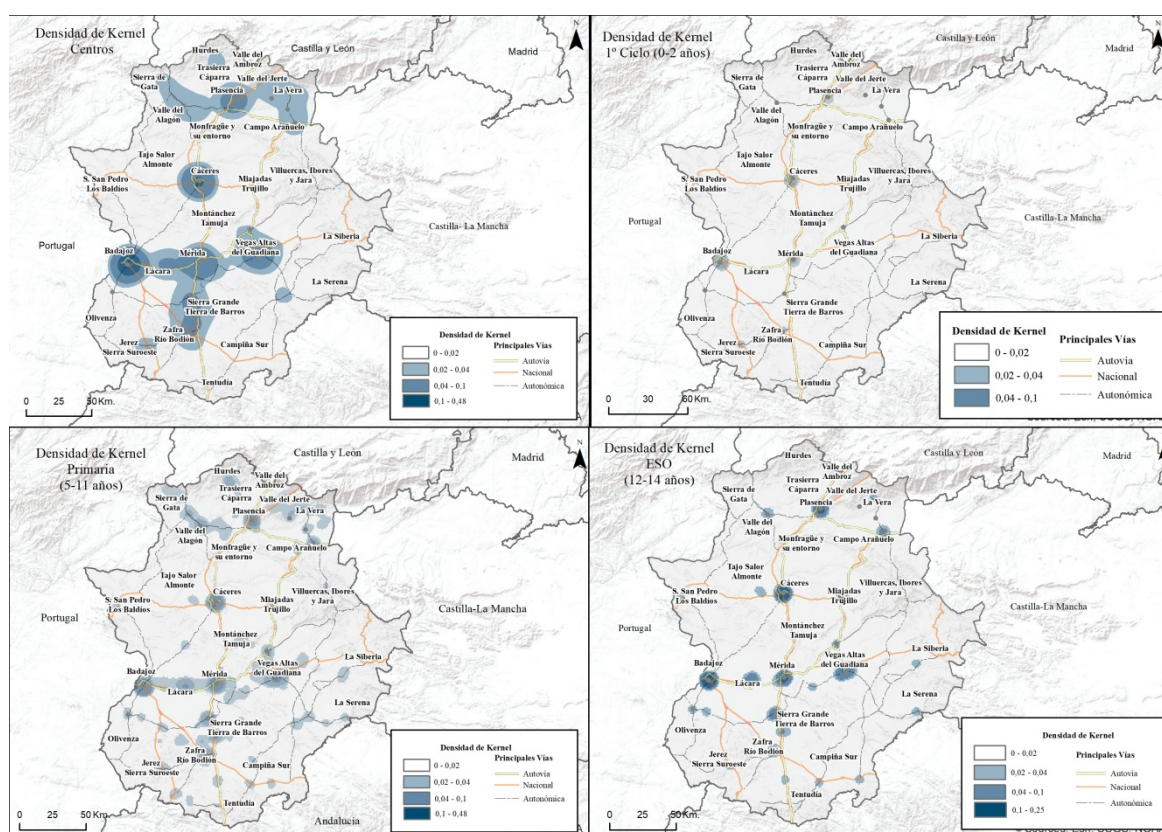 Densidad de Kernel
Centros
Castilla y León
Madrid
N
Hurdes
Valle del
Ambroz
Trasierra
Cáparra
Valle del Jerte
Sierra de
Gata
Plasencia
La Vera
Valle del
Alagón
Monfragüe y
su entorno
Campo Arañuelo
Tajo Salor
Almonte
Cáceres
Villuercas, Ibores
y Jara
S. San Pedro
Los Baldíos
Miajadas
Trujillo
Montánchez
Tamuja
Castilla- La Mancha
Portugal
Vegas Altas
del Guadiana
La Siberia
Badajoz
Mérida
Lácara
La Serena
Sierra Grande
Tierra de Barros
Olivenza
Zafra
Río Bodión
Jerez
Sierra Suroeste
Campiña Sur
Tentudía
Densidad de Kernel
Principales Vías
0 - 0,02
0,02 - 0,04
0,04 - 0,1
0,1 - 0,48
Autovía
Nacional
Autonómica
0 25 50 Km.
Densidad de Kernel
1º Ciclo (0-2 años)
Castilla y León
Madrid
N
Hurdes
Valle del
Ambroz
Trasierra
Cáparra
Valle del Jerte
Sierra de
Gata
Plasencia
La Vera
Valle del
Alagón
Monfragüe y
su entorno
Campo Arañuelo
Tajo Salor
Almonte
Cáceres
Villuercas, Ibores
y Jara
S. San Pedro
Los Baldíos
Miajadas
Trujillo
Montánchez
Tamuja
Castilla- La Mancha
Portugal
Vegas Altas
del Guadiana
La Siberia
Badajoz
Mérida
Lácara
La Serena
Sierra Grande
Tierra de Barros
Olivenza
Zafra
Río Bodión
Jerez
Sierra Suroeste
Campiña Sur
Tentudía
Densidad de Kernel
Principales Vías
0 - 0,02
0,02 - 0,04
0,04 - 0,1
Autovía
Nacional
Autonómica
0 30 60 Km.
Densidad de Kernel
Primaria
(5-11 años)
Castilla y León
Madrid
N
Hurdes
Valle del
Ambroz
Trasierra
Cáparra
Valle del Jerte
Sierra de
Gata
Plasencia
La Vera
Valle del
Alagón
Monfragüe y
su entorno
Campo Arañuelo
Tajo Salor
Almonte
Cáceres
Villuercas, Ibores
y Jara
S. San Pedro
Los Baldíos
Miajadas
Trujillo
Montánchez
Tamuja
Castilla-La Mancha
Portugal
Vegas Altas
del Guadiana
La Siberia
Badajoz
Mérida
Lácara
La Serena
Sierra Grande
Tierra de Barros
Olivenza
Zafra
Río Bodión
Jerez
Sierra Suroeste
Campiña Sur
Tentudía
Andalucía
Densidad de Kernel
Principales Vías
0 - 0,02
0,02 - 0,04
0,04 - 0,1
0,1 - 0,48
Autovía
Nacional
Autonómica
0 25 50 Km.
Densidad de Kernel
ESO
(12-14 años)
Castilla y León
Madrid
N
Hurdes
Valle del
Ambroz
Trasierra
Cáparra
Valle del Jerte
Sierra de
Gata
Plasencia
La Vera
Valle del
Alagón
Monfragüe y
su entorno
Campo Arañuelo
Tajo Salor
Almonte
Cáceres
Villuercas, Ibores
y Jara
S. San Pedro
Los Baldíos
Miajadas
Trujillo
Montánchez
Tamuja
Castilla-La Mancha
Portugal
Vegas Altas
del Guadiana
La Siberia
Badajoz
Mérida
Lácara
La Serena
Sierra Grande
Tierra de Barros
Olivenza
Zafra
Río Bodión
Jerez
Sierra Suroeste
Campiña Sur
Tentudía
Densidad de Kernel
Principales Vías
0 - 0,02
0,02 - 0,04
0,04 - 0,1
0,1 - 0,25
Autovía
Nacional
Autonómica
0 25 50 Km.